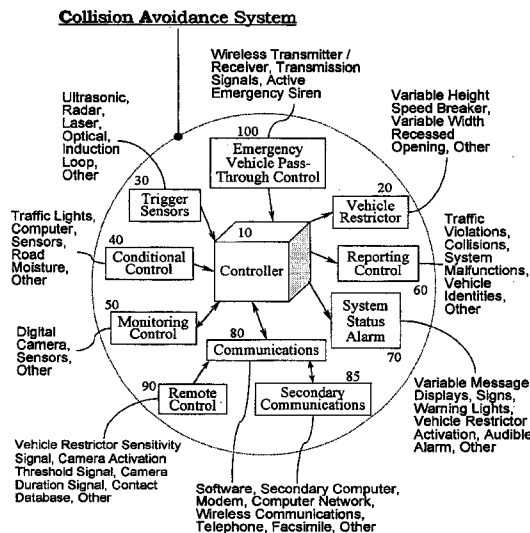 Collision Avoidance System
Wireless Transmitter /
Receiver, Transmission
Signals, Active
Emergency Siren
Ultrasonic,
Radar,
Laser,
Optical,
Induction
Loop,
Other
Variable Height
Speed Breaker,
Variable Width
Recessed
Opening, Other
100
Emergency
Vehicle Pass-
Through Control
30
Trigger
Sensors
20
Vehicle
Restrictor
Traffic Lights,
Computer,
Sensors,
Road
Moisture,
Other
40
Conditional
Control
10
Controller
Reporting
Control
60
Traffic
Violations,
Collisions,
System
Malfunctions,
Vehicle
Identities,
Other
50
Monitoring
Control
Digital
Camera,
Sensors,
Other
System
Status
Alarm
70
80
Communications
90
Remote
Control
85
Secondary
Communications
Variable Message
Displays, Signs,
Warning Lights,
Vehicle Restrictor
Activation, Audible
Alarm, Other
Vehicle Restrictor Sensitivity
Signal, Camera Activation
Threshold Signal, Camera
Duration Signal, Contact
Database, Other
Software, Secondary Computer,
Modem, Computer Network,
Wireless Communications,
Telephone, Facsimile, Other